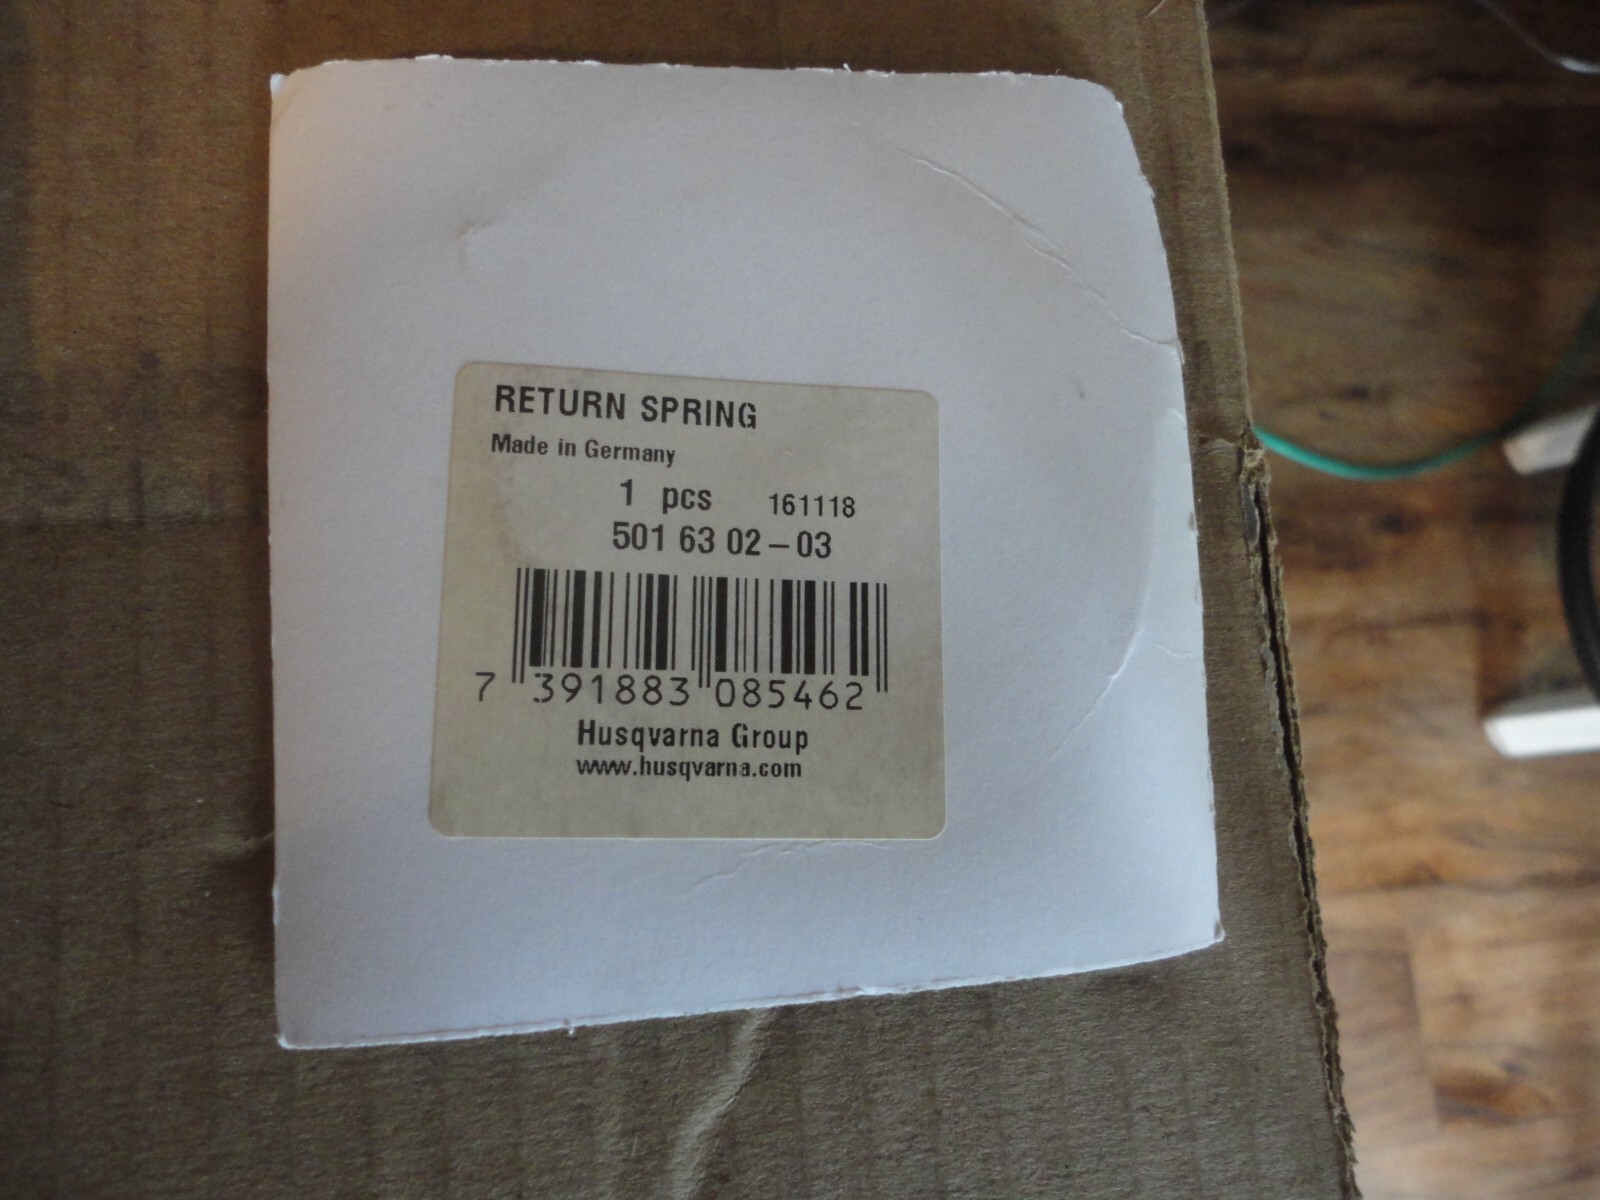 RETURN SPRING
Made in Germany
1 pcs 161118
501 63 02-03
7 391883 085462
Husqvarna Group
www.husqvarna.com